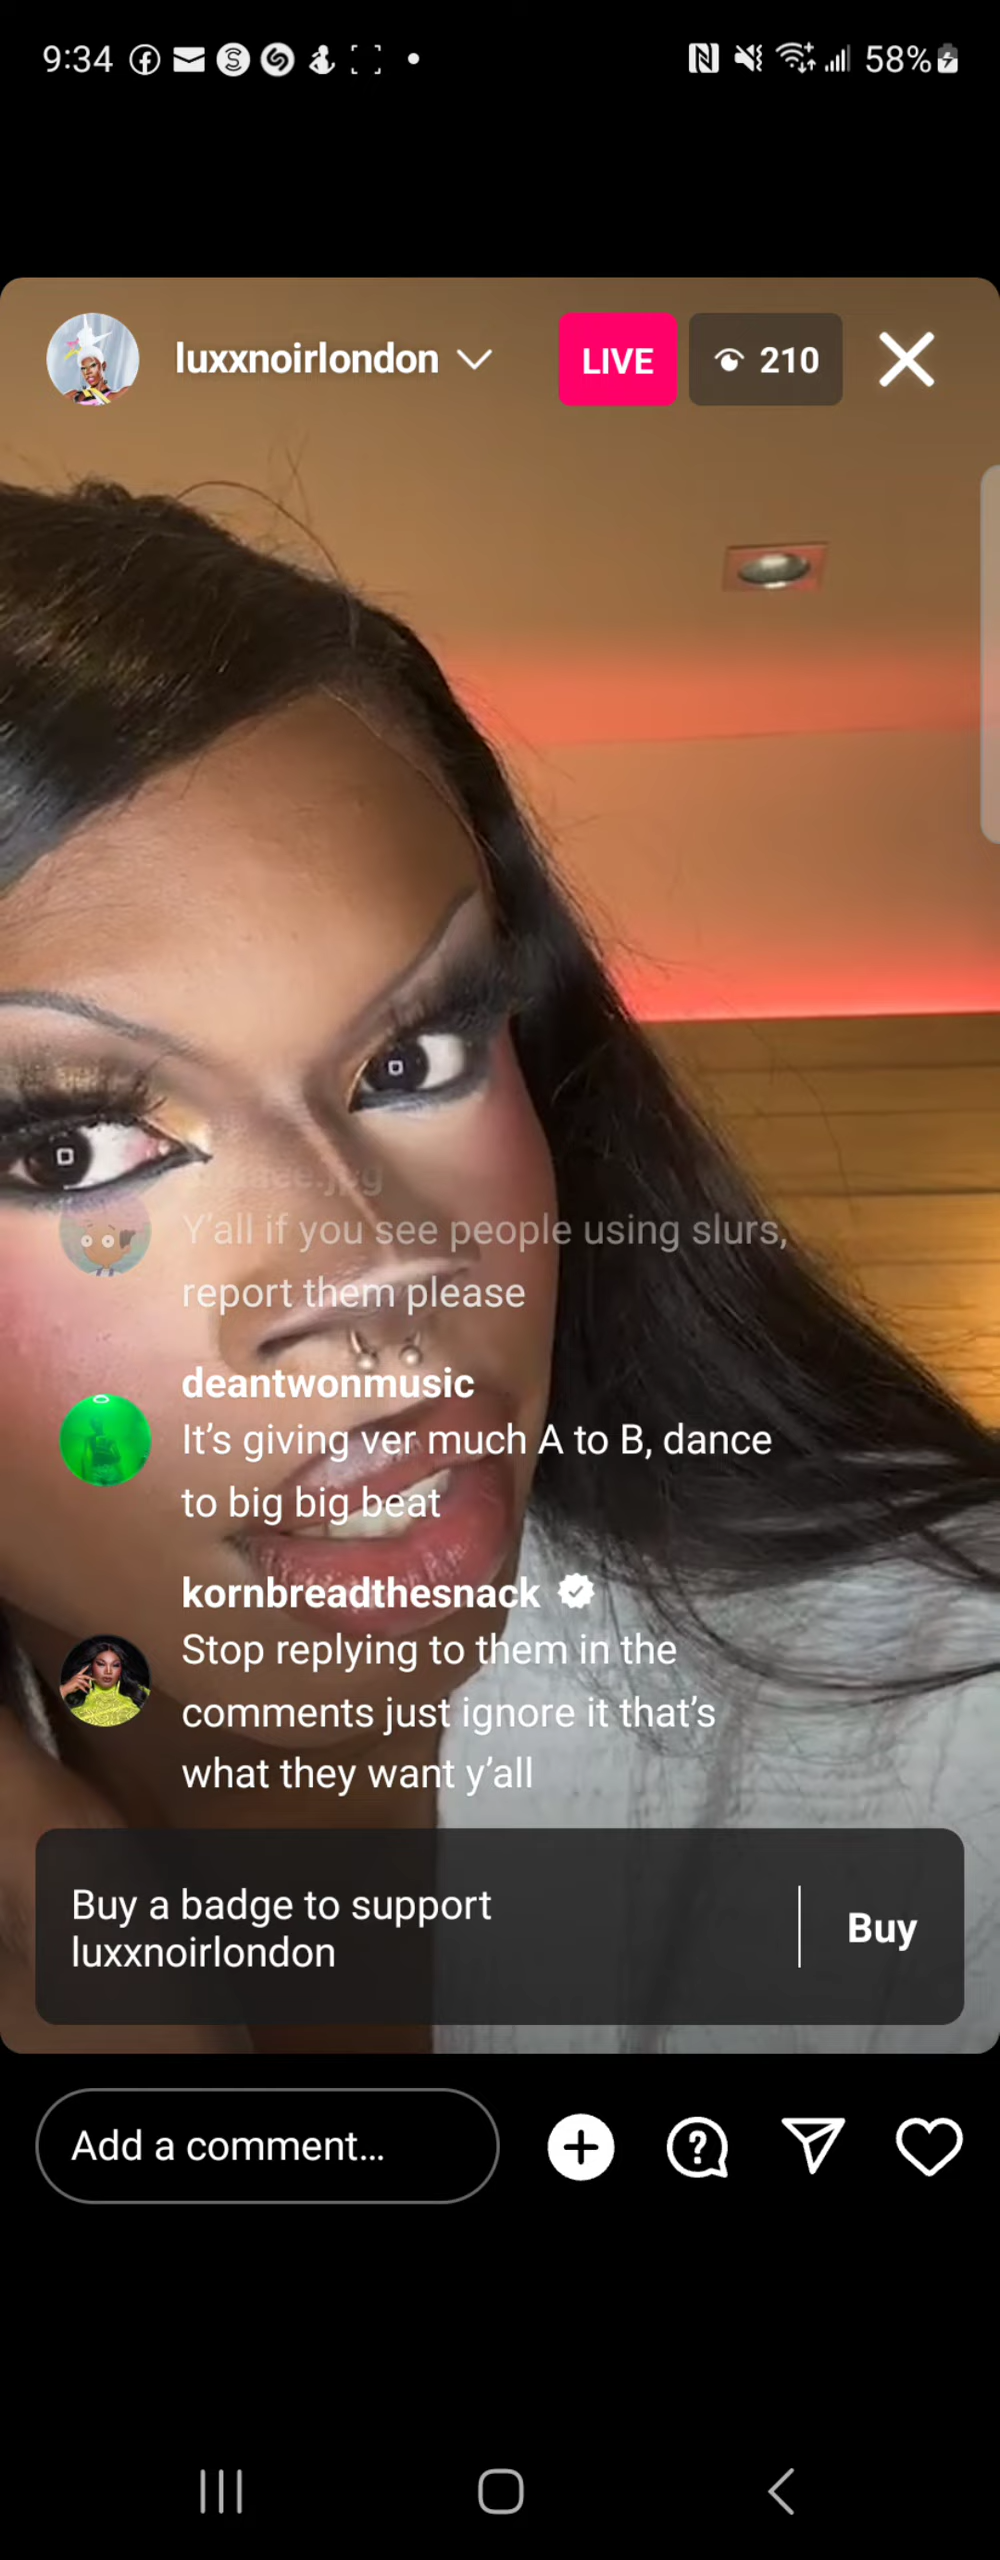 9:34
58%
luxxnoirlondon
LIVE
210
Y'all if you see people using slurs,
report them please
deantwonmusic
It's giving ver much A to B, dance
to big big beat
kornbreadthesnack
Stop replying to them in the
comments just ignore it that's
what they want y'all
Buy a badge to support
luxxnoirlondon
Buy
Add a comment...